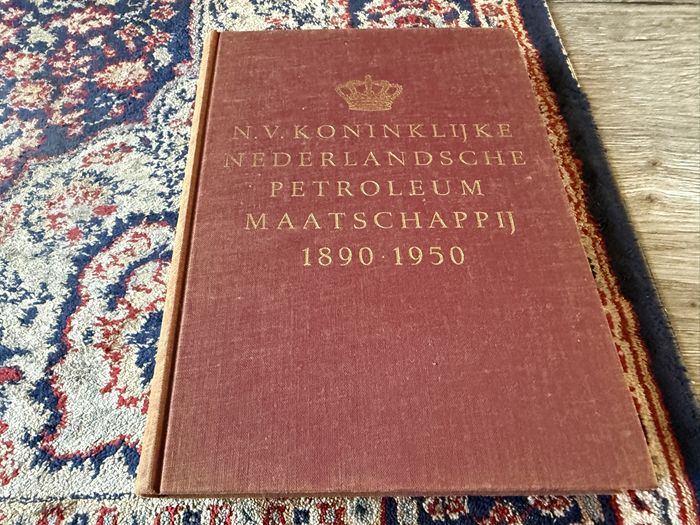 N.V. KONINKLIJKE
NEDERLANDSCHE
PETROLEUM
MAATSCHAPPIJ
1890 · 1950